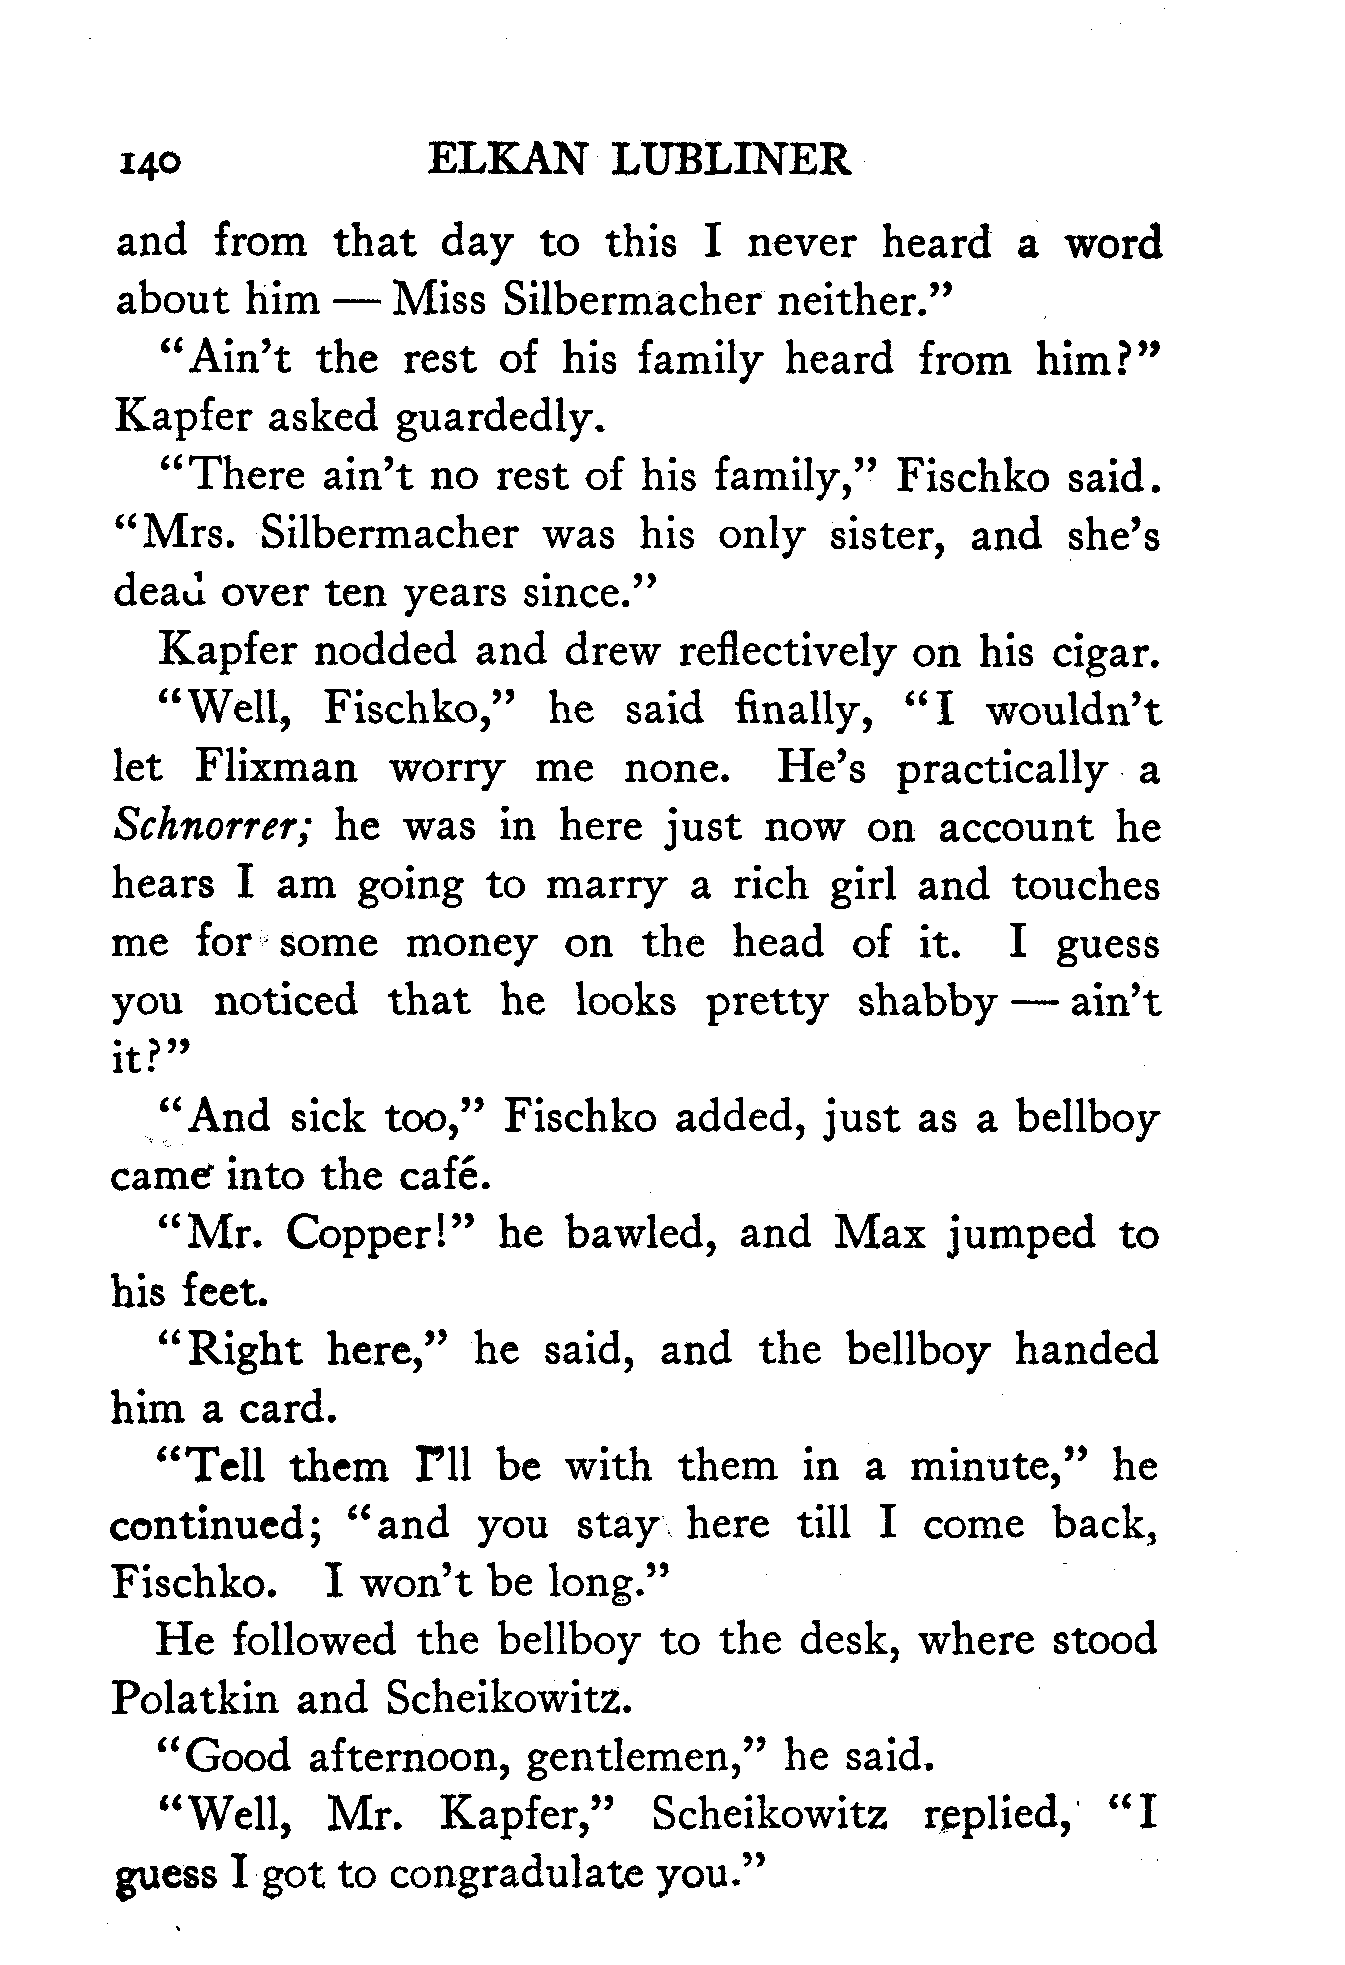 140 ELKAN LUBLINER
and from that day to this I never heard a word
about him — Miss Silbermacher neither.”
“Ain’t the rest of his family heard from him?”
Kapfer asked guardedly.
“There ain’t no rest of his family,” Fischko said.
“Mrs. Silbermacher was his only sister, and she’s
dead over ten years since.”
Kapfer nodded and drew reflectively on his cigar.
“Well, Fischko,” he said finally, “I wouldn’t
let Flixman worry me none. He’s practically a
Schnorrer; he was in here just now on account he
hears I am going to marry a rich girl and touches
me for some money on the head of it. I guess
you noticed that he looks pretty shabby — ain’t
it?”
“And sick too,” Fischko added, just as a bellboy
came into the café.
“Mr. Copper!” he bawled, and Max jumped to
his feet.
“Right here,” he said, and the bellboy handed
him a card.
“Tell them I’ll be with them in a minute,” he
continued; “and you stay here till I come back,
Fischko. I won’t be long.”
He followed the bellboy to the desk, where stood
Polatkin and Scheikowitz.
“Good afternoon, gentlemen,” he said.
“Well, Mr. Kapfer,” Scheikowitz replied, “I
guess I got to congradulate you.”